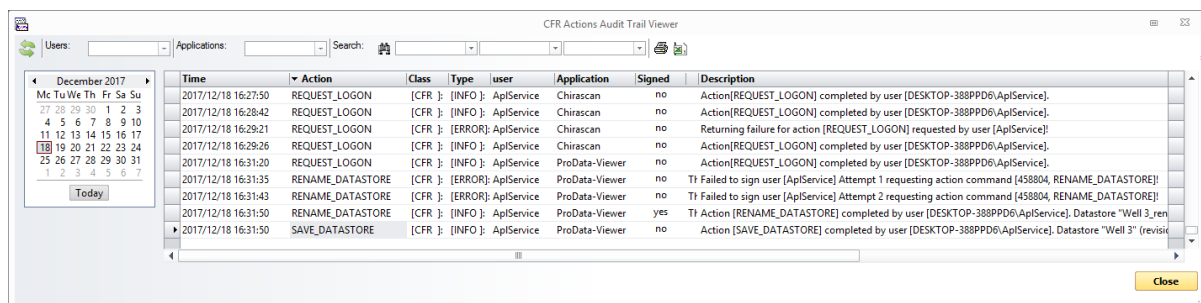 CFR Actions Audit Trail Viewer
Users: Applications: Search:
December 2017
Mc Tu We Th Fr Sa Su
27 28 29 30 1 2 3
4 5 6 7 8 9 10
11 12 13 14 15 16 17
18 19 20 21 22 23 24
25 26 27 28 29 30 31
1 2 3 4 5 6 7
Today
Time Action Class Type user Application Signed Description
2017/12/18 16:27:50 REQUEST_LOGON [CFR ]: [INFO ]: AplService Chirascan no Action[REQUEST_LOGON] completed by user [DESKTOP-388PPD6\AplService].
2017/12/18 16:28:42 REQUEST_LOGON [CFR ]: [INFO ]: AplService Chirascan no Action[REQUEST_LOGON] completed by user [DESKTOP-388PPD6\AplService].
2017/12/18 16:29:21 REQUEST_LOGON [CFR ]: [ERROR]: AplService Chirascan no Returning failure for action [REQUEST_LOGON] requested by user [AplService]!
2017/12/18 16:29:26 REQUEST_LOGON [CFR ]: [INFO ]: AplService Chirascan no Action[REQUEST_LOGON] completed by user [DESKTOP-388PPD6\AplService].
2017/12/18 16:31:20 REQUEST_LOGON [CFR ]: [INFO ]: AplService ProData-Viewer no Action[REQUEST_LOGON] completed by user [DESKTOP-388PPD6\AplService].
2017/12/18 16:31:35 RENAME_DATASTORE [CFR ]: [ERROR]: AplService ProData-Viewer no Th Failed to sign user [AplService] Attempt 1 requesting action command [458804, RENAME_DATASTORE]!
2017/12/18 16:31:43 RENAME_DATASTORE [CFR ]: [ERROR]: AplService ProData-Viewer no Th Failed to sign user [AplService] Attempt 2 requesting action command [458804, RENAME_DATASTORE]!
2017/12/18 16:31:50 RENAME_DATASTORE [CFR ]: [INFO ]: AplService ProData-Viewer yes Th Action [RENAME_DATASTORE] completed by user [DESKTOP-388PPD6\AplService]. Datastore "Well 3_ren
2017/12/18 16:31:50 SAVE_DATASTORE [CFR ]: [INFO ]: AplService ProData-Viewer no Action [SAVE_DATASTORE] completed by user [DESKTOP-388PPD6\AplService]. Datastore "Well 3" (revisic
Close